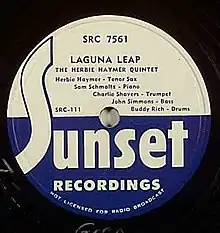 SRC 7561
LAGUNA LEAP
THE HERBIE HAYMER QUINTET
Herbie Haymer - Tenor Sax
Sam Schmaltz - Piano
Charlie Shavers - Trumpet
John Simmons - Bass
SRC-111 Buddy Rich - Drums
Sunset
RECORDINGS
NOT LICENSED FOR RADIO BROADCAST